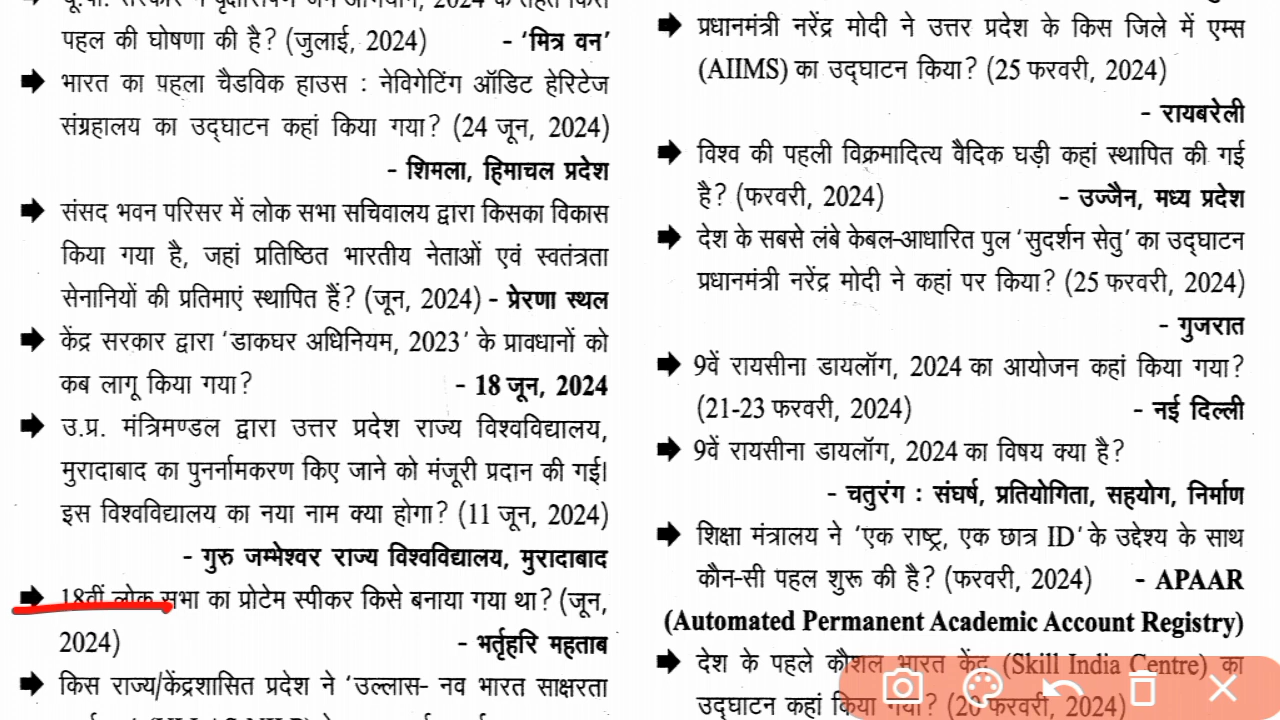 यू.पी. सरकार ने वृक्षारोपण जन अभियान, 2024 के तहत किस
पहल की घोषणा की है? (जुलाई, 2024) - ‘मित्र वन’
➡ भारत का पहला चैडविक हाउस : नेविगेटिंग ऑडिट हेरिटेज
संग्रहालय का उद्घाटन कहां किया गया? (24 जून, 2024)
- शिमला, हिमाचल प्रदेश
➡ संसद भवन परिसर में लोक सभा सचिवालय द्वारा किसका विकास
किया गया है, जहां प्रतिष्ठित भारतीय नेताओं एवं स्वतंत्रता
सेनानियों की प्रतिमाएं स्थापित हैं? (जून, 2024) - प्रेरणा स्थल
➡ केंद्र सरकार द्वारा ‘डाकघर अधिनियम, 2023’ के प्रावधानों को
कब लागू किया गया? - 18 जून, 2024
➡ उ.प्र. मंत्रिमण्डल द्वारा उत्तर प्रदेश राज्य विश्वविद्यालय,
मुरादाबाद का पुनर्नामकरण किए जाने को मंजूरी प्रदान की गई।
इस विश्वविद्यालय का नया नाम क्या होगा? (11 जून, 2024)
- गुरु जम्भेश्वर राज्य विश्वविद्यालय, मुरादाबाद
➡ 18वीं लोक सभा का प्रोटेम स्पीकर किसे बनाया गया था? (जून,
2024) - भर्तृहरि महताब
➡ किस राज्य/केंद्रशासित प्रदेश ने ‘उल्लास- नव भारत साक्षरता
➡ प्रधानमंत्री नरेंद्र मोदी ने उत्तर प्रदेश के किस जिले में एम्स
(AIIMS) का उद्घाटन किया? (25 फरवरी, 2024)
- रायबरेली
➡ विश्व की पहली विक्रमादित्य वैदिक घड़ी कहां स्थापित की गई
है? (फरवरी, 2024) - उज्जैन, मध्य प्रदेश
➡ देश के सबसे लंबे केबल-आधारित पुल ‘सुदर्शन सेतु’ का उद्घाटन
प्रधानमंत्री नरेंद्र मोदी ने कहां पर किया? (25 फरवरी, 2024)
- गुजरात
➡ 9वें रायसीना डायलॉग, 2024 का आयोजन कहां किया गया?
(21-23 फरवरी, 2024) - नई दिल्ली
➡ 9वें रायसीना डायलॉग, 2024 का विषय क्या है?
- चतुरंग : संघर्ष, प्रतियोगिता, सहयोग, निर्माण
➡ शिक्षा मंत्रालय ने ‘एक राष्ट्र, एक छात्र ID’ के उद्देश्य के साथ
कौन-सी पहल शुरू की है? (फरवरी, 2024) - APAAR
(Automated Permanent Academic Account Registry)
➡ देश के पहले कौशल भारत केंद्र (Skill India Centre) का
उद्घाटन कहां किया गया? (20 फरवरी, 2024)